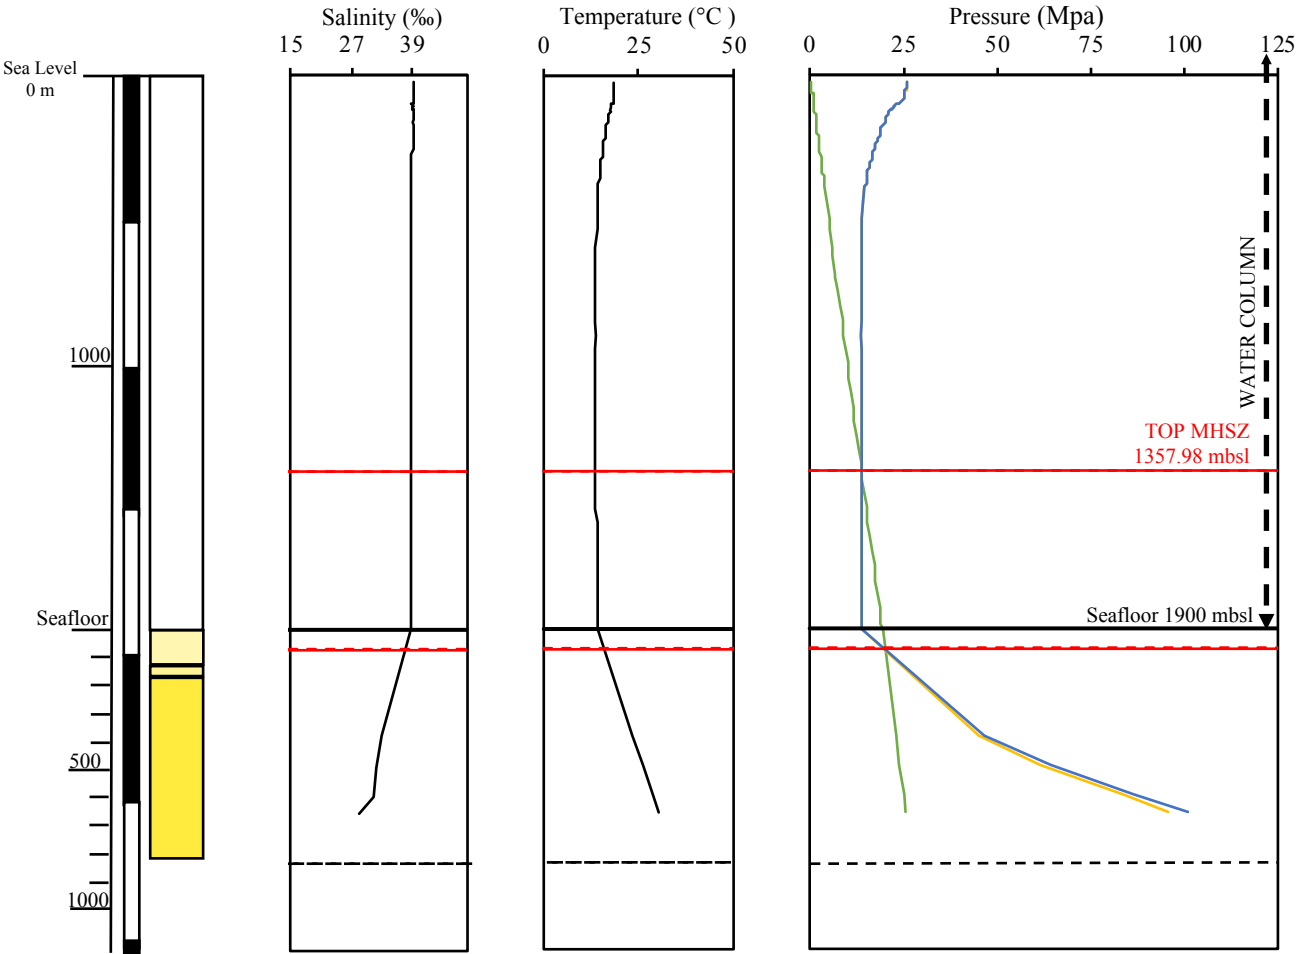 Salinity (‰)
15 27 39
Temperature (°C )
0 25 50
Pressure (Mpa)
0 25 50 75 100 125
Sea Level
0 m
1000
WATER COLUMN
TOP MHSZ
1357.98 mbsl
Seafloor
Seafloor 1900 mbsl
500
1000